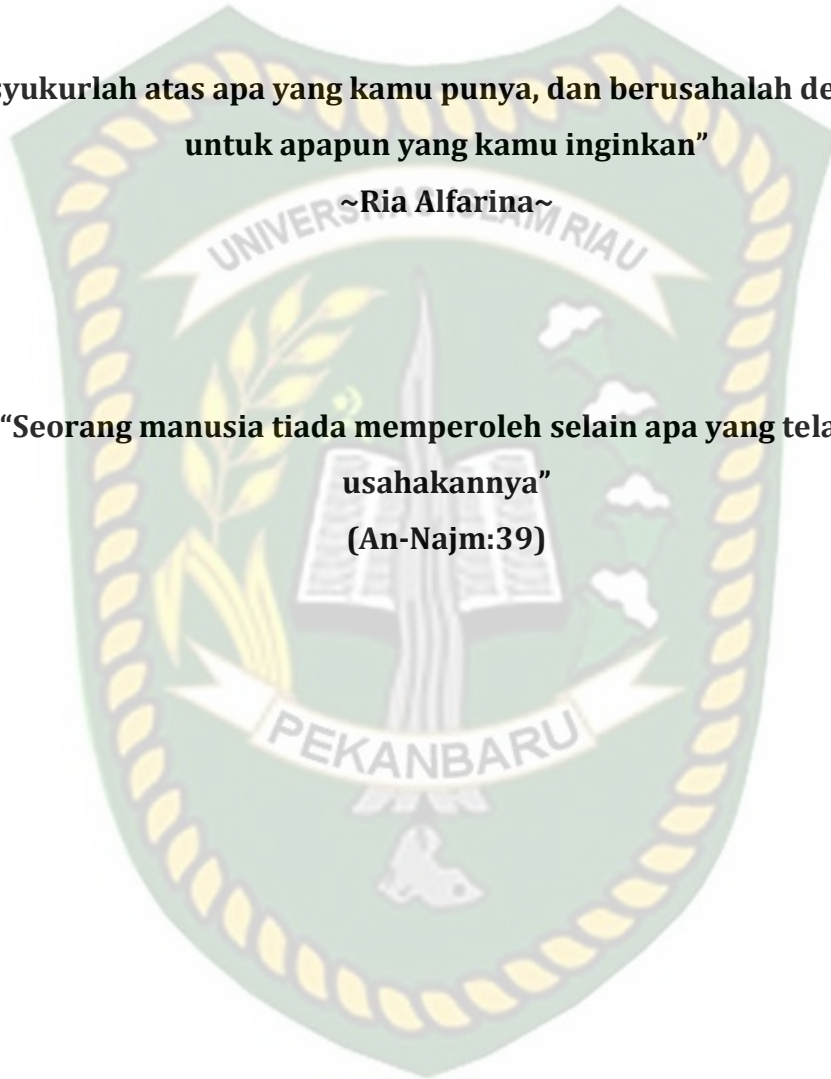 syukurlah atas apa yang kamu punya, dan berusahalah de
untuk apapun yang kamu inginkan”
~Ria Alfarina~
UNIVERSITAS ISLAM RIAU
“Seorang manusia tiada memperoleh selain apa yang tela
usahakannya”
(An-Najm:39)
PEKANBARU